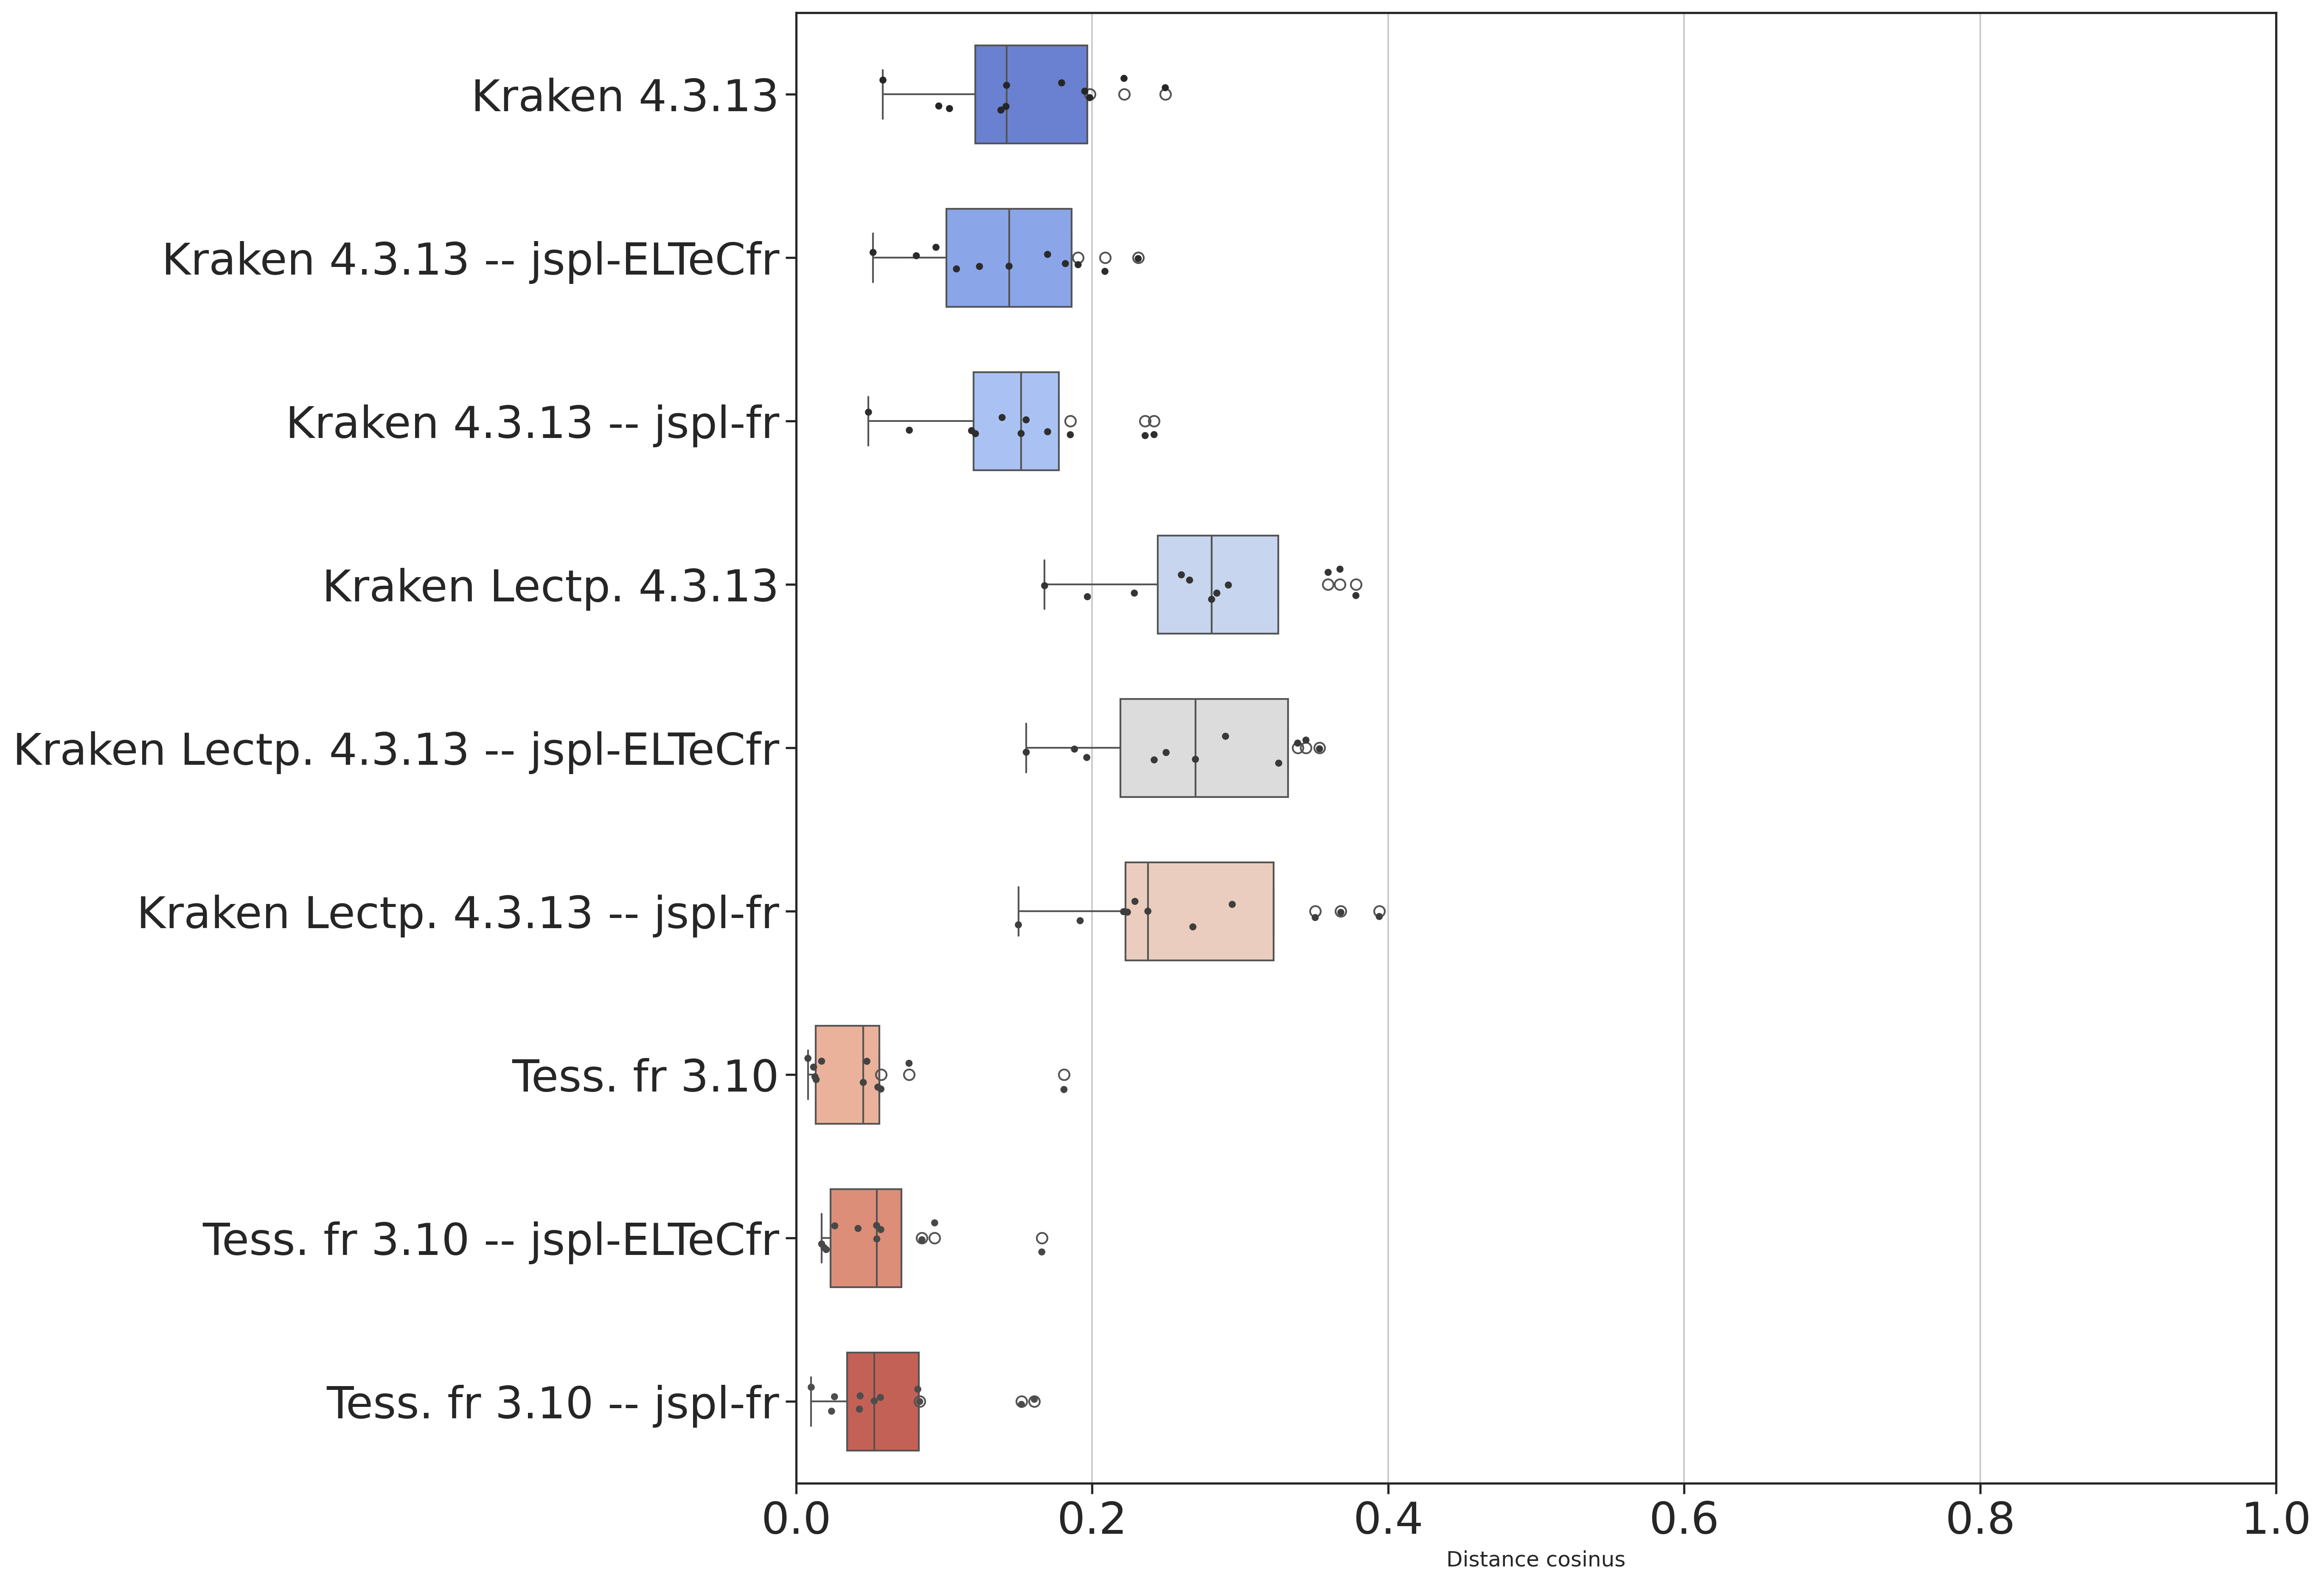 Kraken 4.3.13
Kraken 4.3.13 -- jspl-ELTeCfr
Kraken 4.3.13 -- jspl-fr
Kraken Lectp. 4.3.13
Kraken Lectp. 4.3.13 -- jspl-ELTeCfr
Kraken Lectp. 4.3.13 -- jspl-fr
Tess. fr 3.10
Tess. fr 3.10 -- jspl-ELTeCfr
Tess. fr 3.10 -- jspl-fr
0.0 0.2 0.4 0.6 0.8 1.0
Distance cosinus